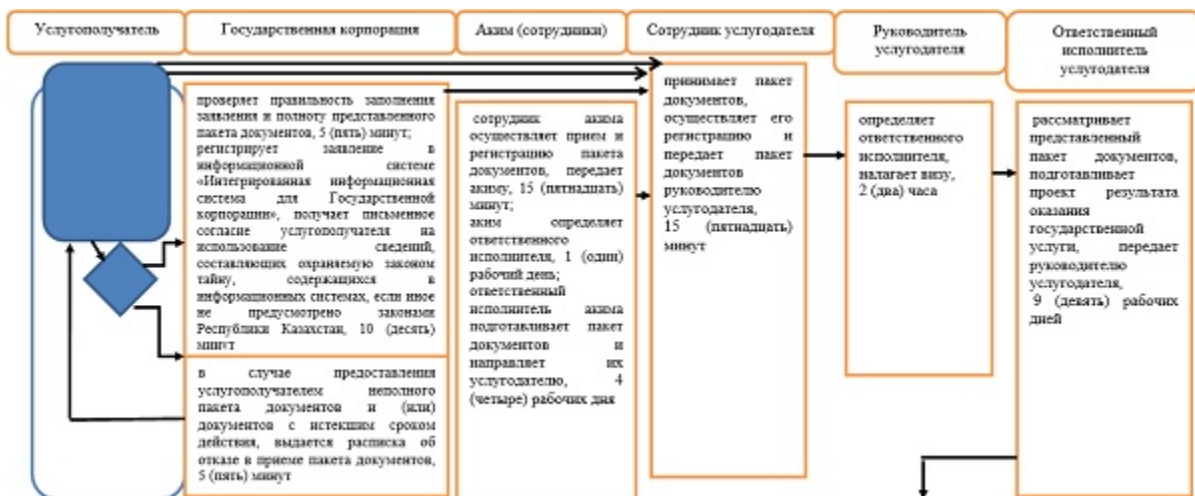 Услугополучатель
Государственная корпорация
Аким (сотрудники)
Сотрудник услугодателя
Руководитель
услугодателя
Ответственный
исполнитель
услугодателя
проверяет правильность заполнения
заявления и полноту представленного
пакета документов, 5 (пять) минут;
регистрирует заявление в
информационной системе
«Интегрированная информационная
система для Государственной
корпорации», получает письменное
согласие услугополучателя на
использование сведений,
составляющих охраняемую законом
тайну, содержащихся в
информационных системах, если иное
не предусмотрено законами
Республики Казахстан, 10 (десять)
минут
в случае предоставления
услугополучателем неполного
пакета документов и (или)
документов с истекшим сроком
действия, выдается расписка об
отказе в приеме пакета документов,
5 (пять) минут
сотрудник акима
осуществляет прием и
регистрацию пакета
документов, передает
акиму, 15 (пятнадцать)
минут;
аким определяет
ответственного
исполнителя, 1 (один)
рабочий день;
ответственный
исполнитель акима
подготавливает пакет
документов и
направляет их
услугодателю, 4
(четыре) рабочих дня
принимает пакет
документов,
осуществляет его
регистрацию и
передает пакет
документов
руководителю
услугодателя,
15 (пятнадцать)
минут
определяет
ответственного
исполнителя,
налагает визу,
2 (два) часа
рассматривает
представленный
пакет документов,
подготавливает
проект результата
оказания
государственной
услуги, передает
руководителю
услугодателя,
9 (девять) рабочих
дней